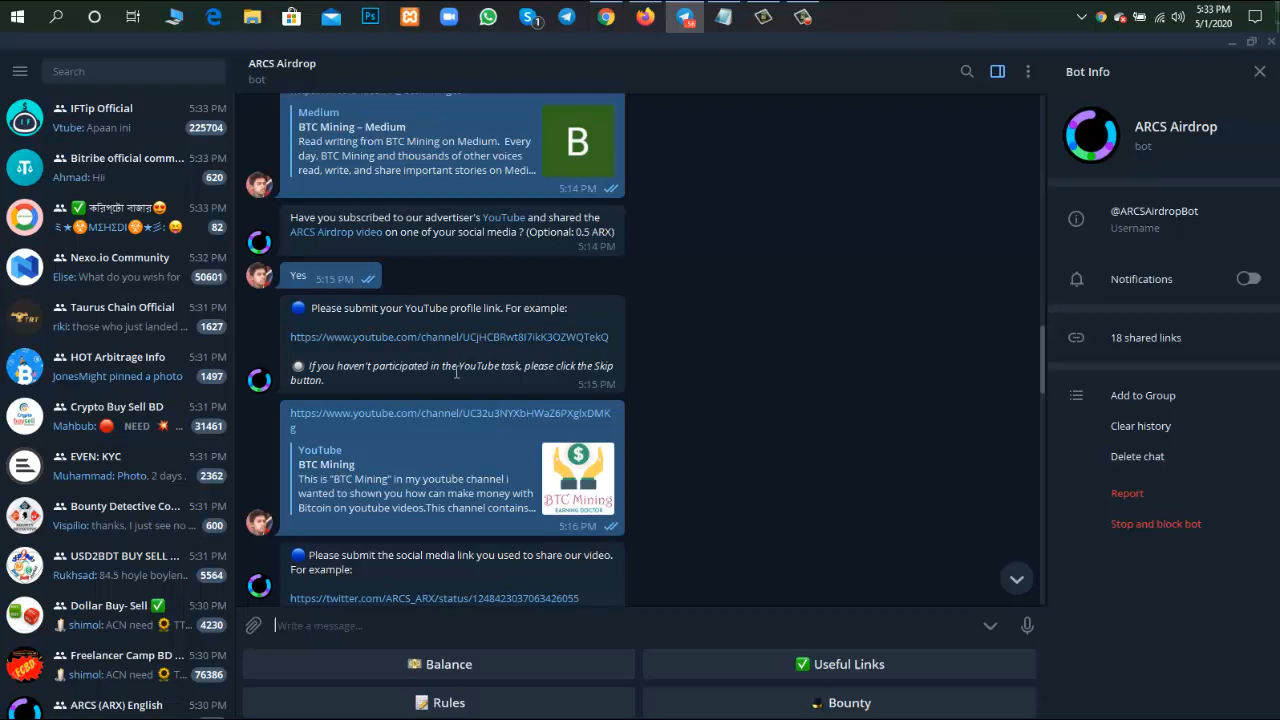 5:33 PM
5/1/2020
Search
IFTip Official
5:33 PM
Vtube: Apaan ini
225704
Bitribe official comm...
5:33 PM
Ahmad: Hii
620
5:33 PM
82
Nexo.io Community
5:32 PM
Elise: What do you wish for
50601
Taurus Chain Official
5:31 PM
riki: those who just landed ...
1627
HOT Arbitrage Info
5:31 PM
JonesMight pinned a photo
1497
Crypto Buy Sell BD
5:31 PM
Mahbub: NEED ...
31461
EVEN: KYC
5:31 PM
Muhammad: Photo. 2 days .
2362
Bounty Detective Co...
5:31 PM
Vispilio: thanks, I just see no ...
600
USD2BDT BUY SELL ...
5:31 PM
Rukhsad: 84.5 hoyle boylen..
5564
Dollar Buy- Sell
5:30 PM
shimol: ACN need TT...
4230
Freelancer Camp BD ...
5:30 PM
shimol: ACN need ...
76386
ARCS (ARX) English
5:30 PM
ARCS Airdrop
bot
Medium
BTC Mining – Medium
Read writing from BTC Mining on Medium. Every
day, BTC Mining and thousands of other voices
read, write, and share important stories on Medi...
B
5:14 PM
Have you subscribed to our advertiser's YouTube and shared the
ARCS Airdrop video on one of your social media ? (Optional: 0.5 ARX)
5:14 PM
Yes
5:15 PM
Please submit your YouTube profile link. For example:
https://www.youtube.com/channel/UCjHCBRwt8I7ikK3OZWQTekQ
If you haven't participated in the YouTube task, please click the Skip
button.
5:15 PM
https://www.youtube.com/channel/UC32u3NYXbHWaZ6PXglxDMK
g
YouTube
BTC Mining
This is "BTC Mining" in my youtube channel i
wanted to shown you how can make money with
Bitcoin on youtube videos.This channel contains...
BTC MINING
EARNING DOCTOR
5:16 PM
Please submit the social media link you used to share our video.
For example:
https://twitter.com/ARCS_ARX/status/1248423037063426055
Write a message...
Balance
Useful Links
Rules
Bounty
Bot Info
ARCS Airdrop
bot
@ARCSAirdropBot
Username
Notifications
18 shared links
Add to Group
Clear history
Delete chat
Report
Stop and block bot